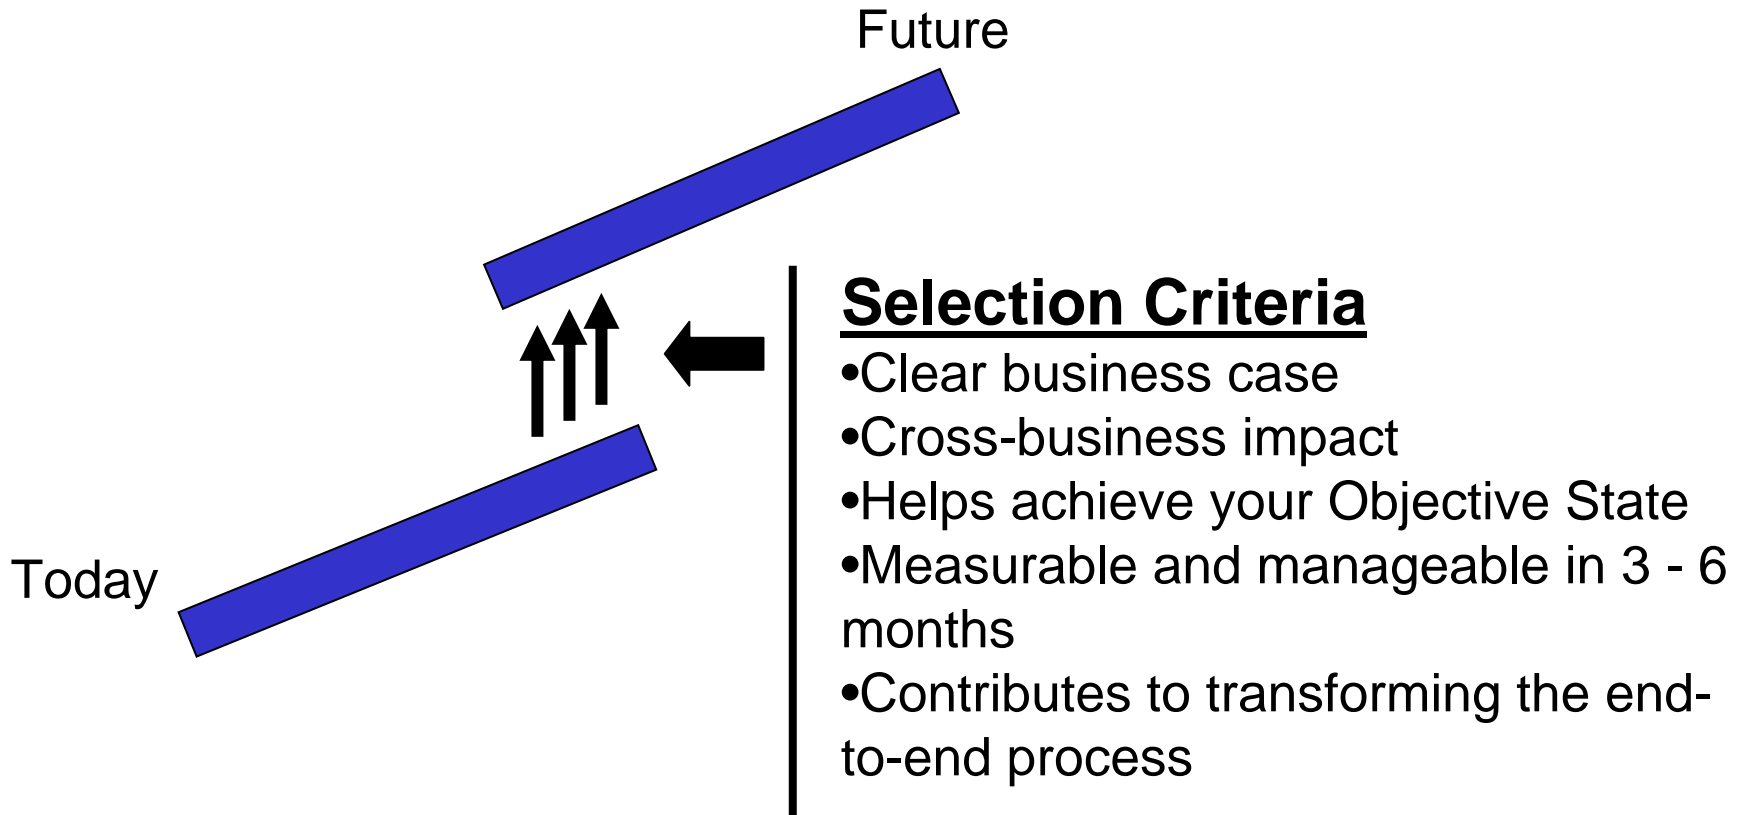 Future
Today
Selection Criteria
•Clear business case
•Cross-business impact
•Helps achieve your Objective State
•Measurable and manageable in 3 - 6
months
•Contributes to transforming the end-
to-end process